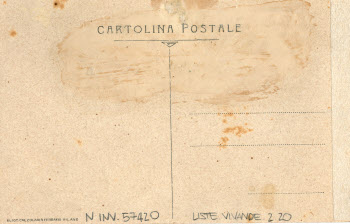 CARTOLINA POSTALE
N INV. 57420
LISTE VIVANDE 2 20